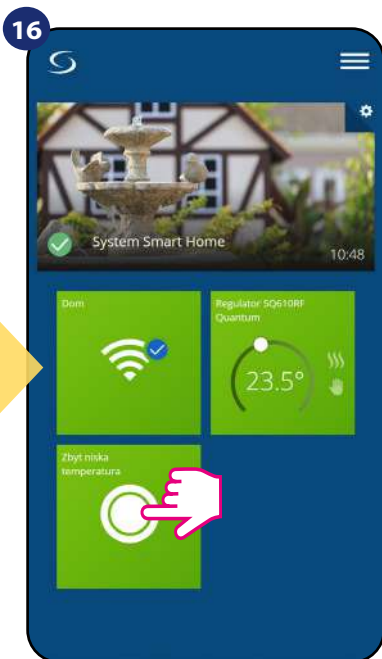 16
System Smart Home
10:48
Dom
Regulator SQ610RF
Quantum
23.5°
Zbyt niska
temperatura